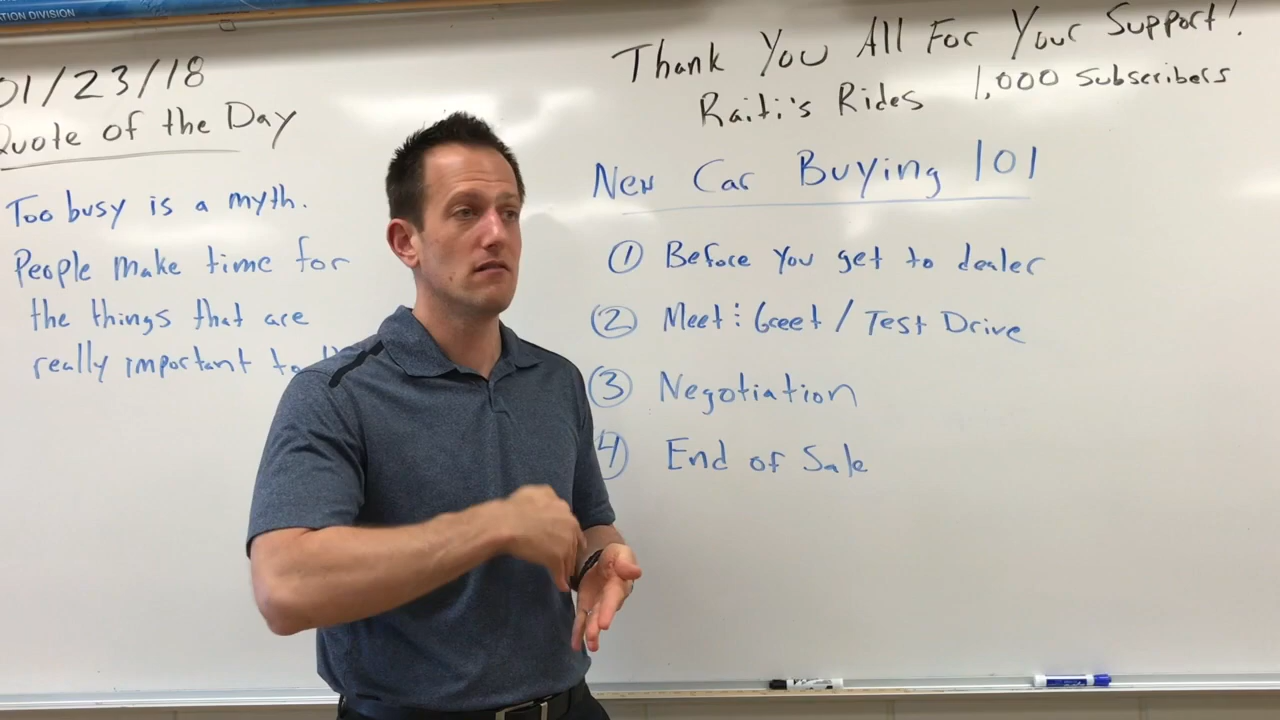 TION DIVISION
01/23/18
Quote of the Day
Too busy is a myth.
People make time for
the things that are
really important to
Thank You All For Your Support!
Raiti's Rides 1,000 subscribers
New Car Buying 101
1 Before you get to dealer
2 Meet : Greet / Test Drive
3 Negotiation
4 End of Sale